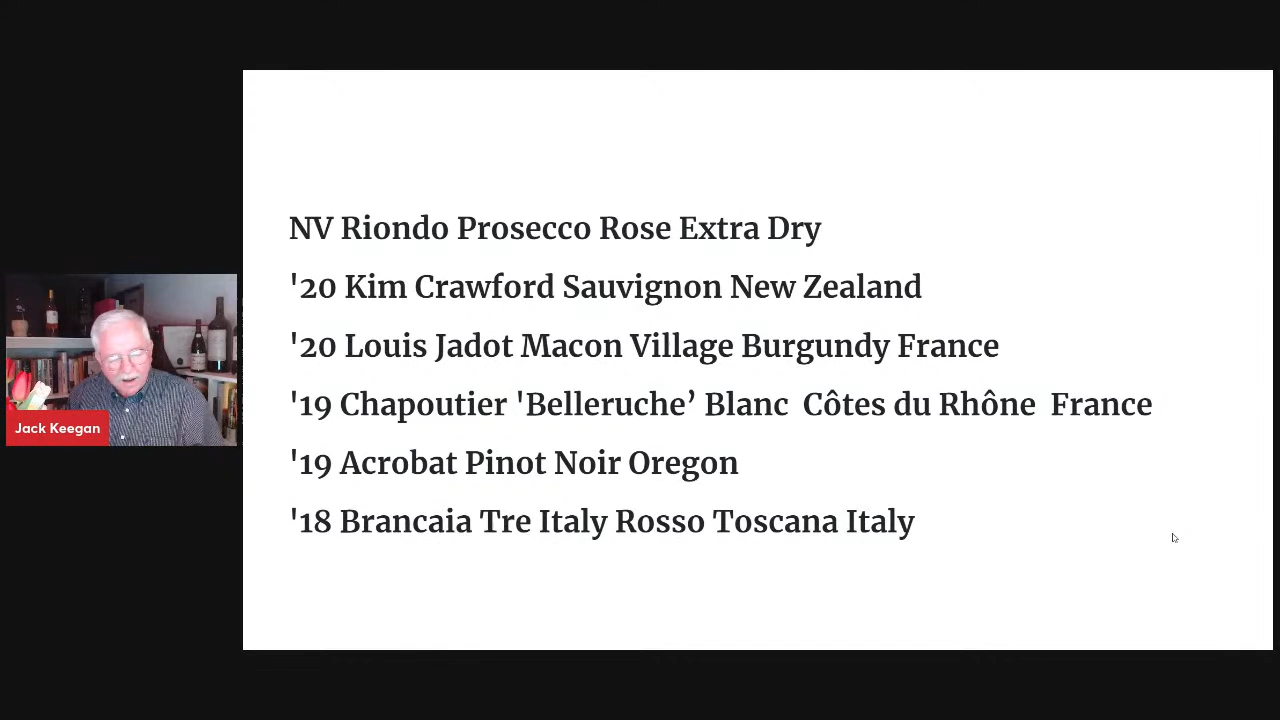 NV Riondo Prosecco Rose Extra Dry
'20 Kim Crawford Sauvignon New Zealand
'20 Louis Jadot Macon Village Burgundy France
'19 Chapoutier 'Belleruche’ Blanc  Côtes du Rhône  France
'19 Acrobat Pinot Noir Oregon
'18 Brancaia Tre Italy Rosso Toscana Italy
Jack Keegan